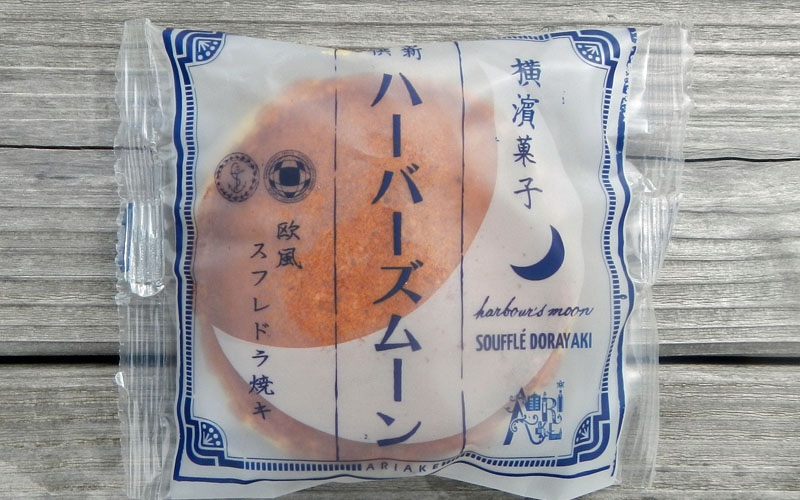 横濱菓子
harbour's moon
SOUFFLÉ DORAYAKI
ARIAKE
ハーバーズムーン
欧風
スフレドラ焼キ
ARIAKE